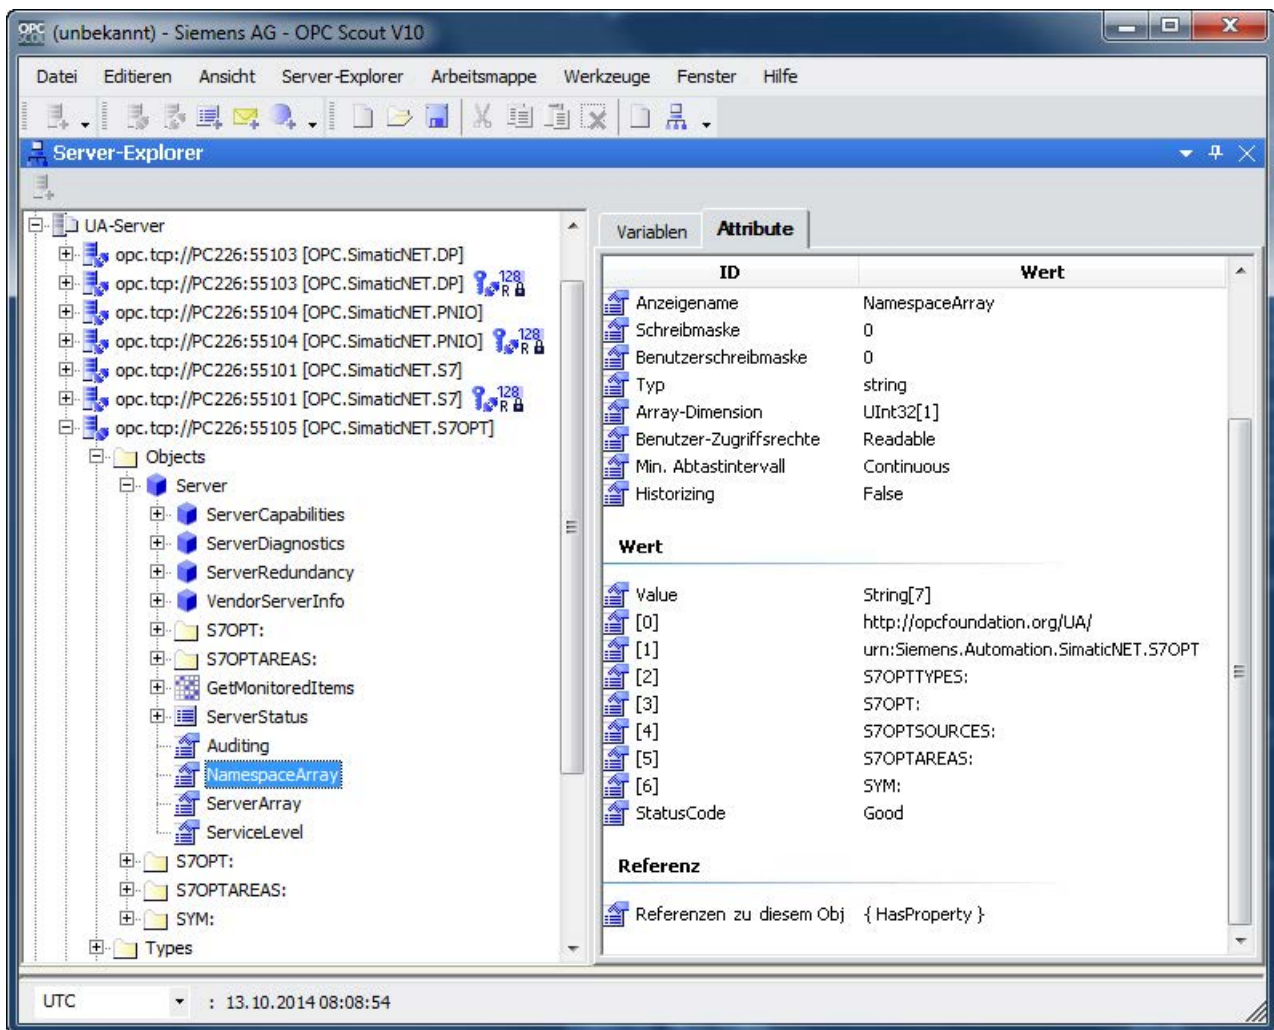 OPC (unbekannt) - Siemens AG - OPC Scout V10
Datei Editieren Ansicht Server-Explorer Arbeitsmappe Werkzeuge Fenster Hilfe
Server-Explorer
UA-Server
opc.tcp://PC226:55103 [OPC.SimaticNET.DP]
opc.tcp://PC226:55103 [OPC.SimaticNET.DP] 128 R
opc.tcp://PC226:55104 [OPC.SimaticNET.PNIO]
opc.tcp://PC226:55104 [OPC.SimaticNET.PNIO] 128 R
opc.tcp://PC226:55101 [OPC.SimaticNET.S7]
opc.tcp://PC226:55101 [OPC.SimaticNET.S7] 128 R
opc.tcp://PC226:55105 [OPC.SimaticNET.S7OPT]
Objects
Server
ServerCapabilities
ServerDiagnostics
ServerRedundancy
VendorServerInfo
S7OPT:
S7OPTAREAS:
GetMonitoredItems
ServerStatus
Auditing
NamespaceArray
ServerArray
ServiceLevel
S7OPT:
S7OPTAREAS:
SYM:
Types
Variablen Attribute
ID Wert
Anzeigename NamespaceArray
Schreibmaske 0
Benutzerschreibmaske 0
Typ string
Array-Dimension UInt32[1]
Benutzer-Zugriffsrechte Readable
Min. Abtastintervall Continuous
Historizing False
Wert
Value String[7]
[0] http://opcfoundation.org/UA/
[1] urn:Siemens.Automation.SimaticNET.S7OPT
[2] S7OPTTYPES:
[3] S7OPT:
[4] S7OPTSOURCES:
[5] S7OPTAREAS:
[6] SYM:
StatusCode Good
Referenz
Referenzen zu diesem Obj { HasProperty }
UTC : 13.10.2014 08:08:54